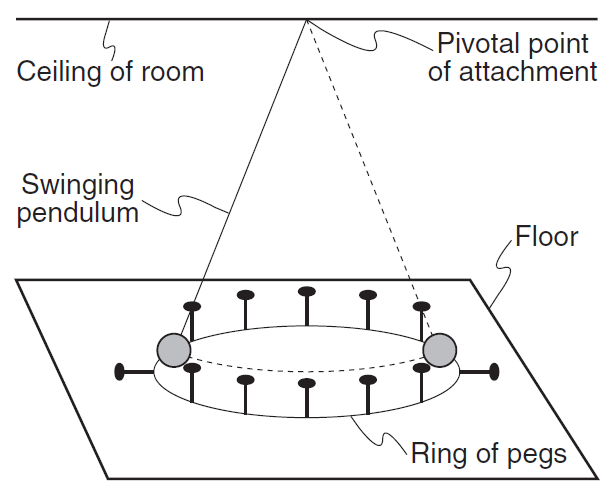 Ceiling of room
Pivotal point
of attachment
Swinging
pendulum
Floor
Ring of pegs